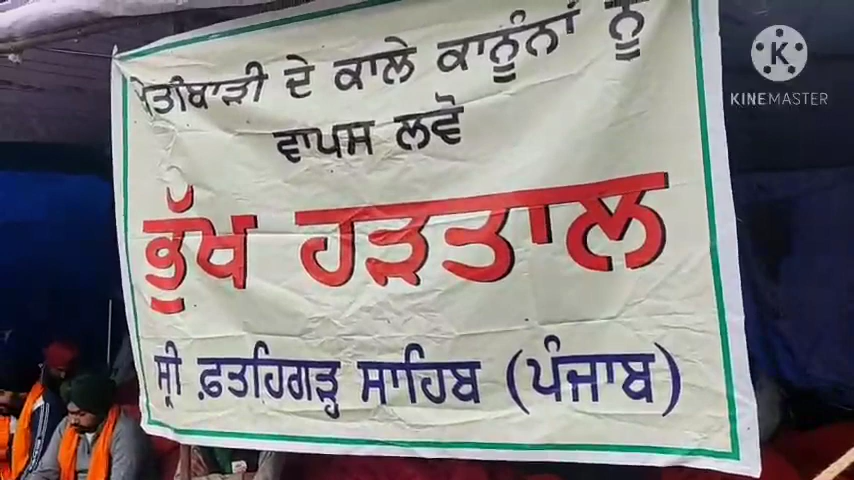 ਖੇਤੀਬਾੜੀ ਦੇ ਕਾਲੇ ਕਾਨੂੰਨਾਂ ਨੂੰ
ਵਾਪਸ ਲਵੋ
ਭੁੱਖ ਹੜਤਾਲ
ਸ੍ਰੀ ਫ਼ਤਹਿਗੜ੍ਹ ਸਾਹਿਬ (ਪੰਜਾਬ)
K
KINEMASTER